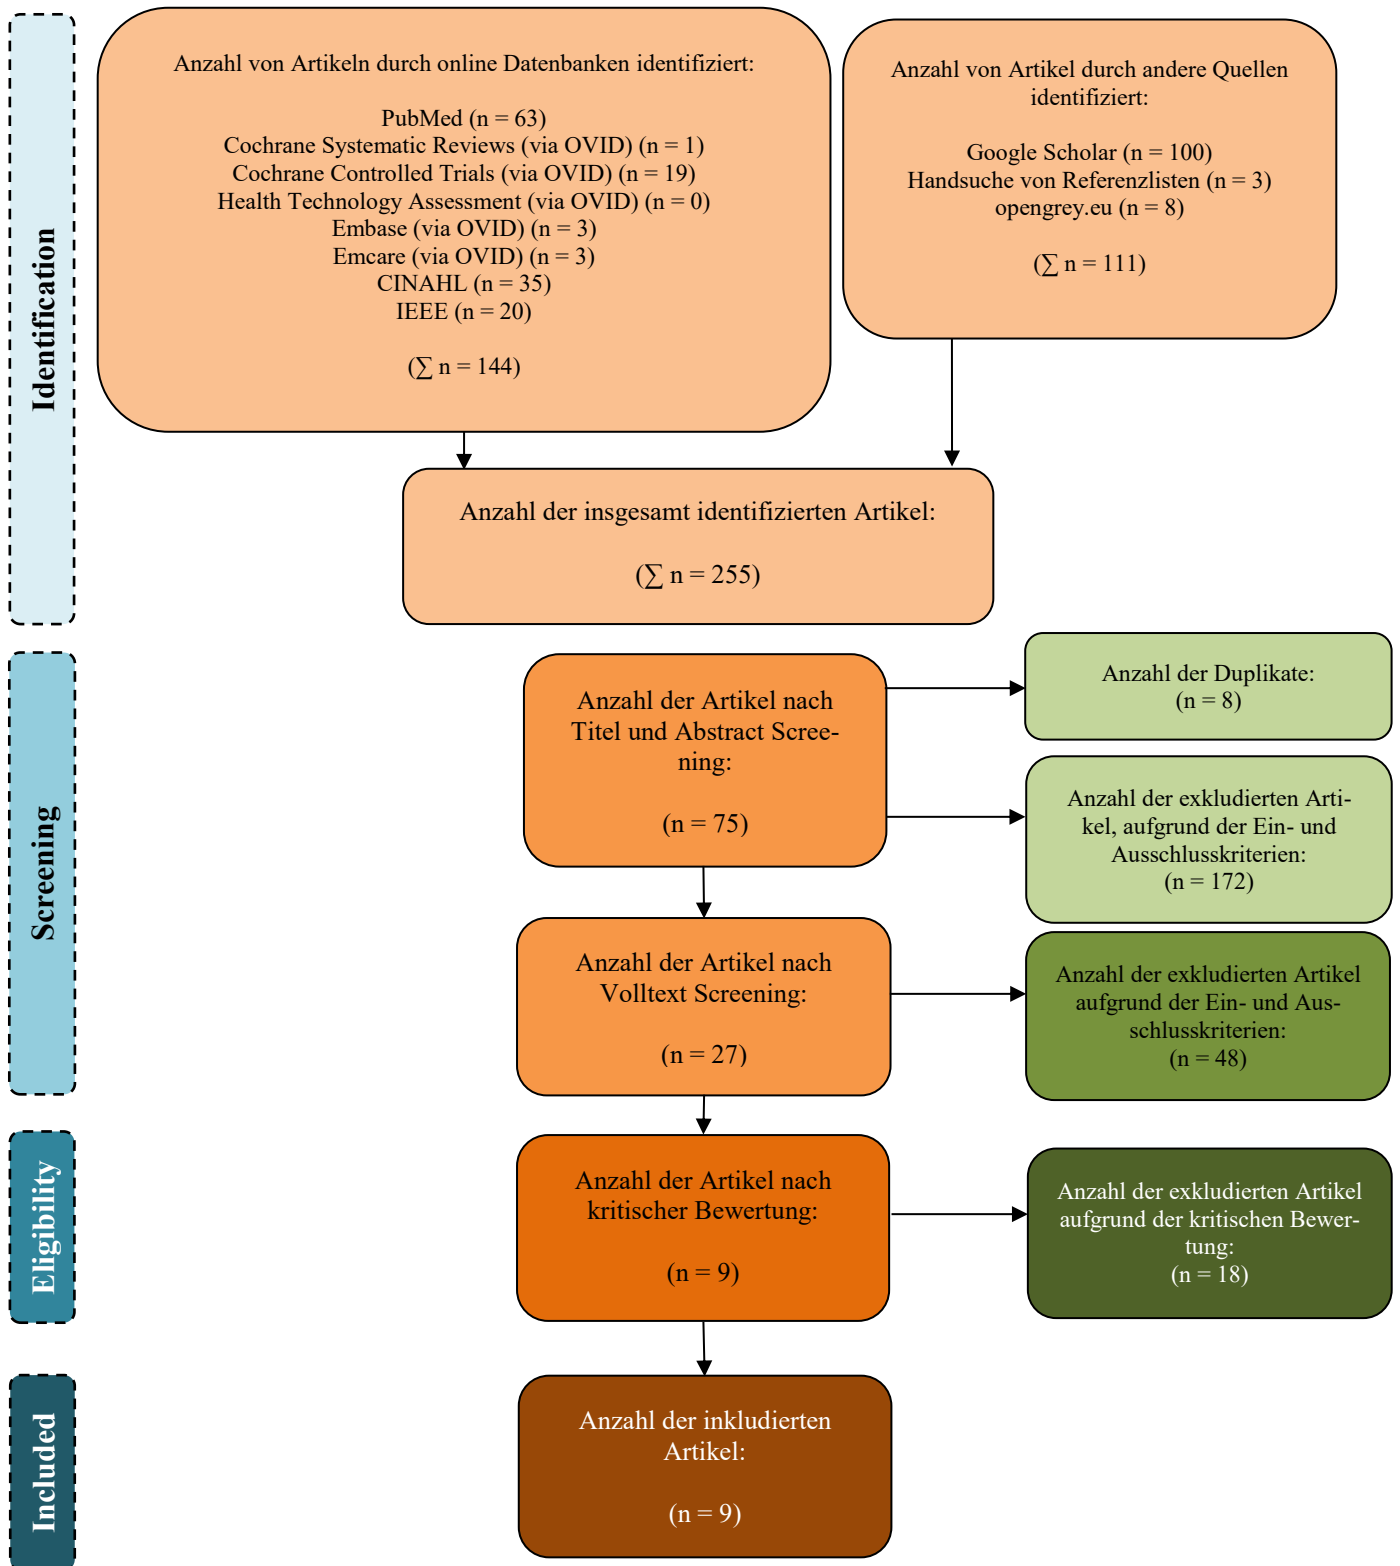 Identification
Anzahl von Artikeln durch online Datenbanken identifiziert:
PubMed (n = 63)
Cochrane Systematic Reviews (via OVID) (n = 1)
Cochrane Controlled Trials (via OVID) (n = 19)
Health Technology Assessment (via OVID) (n = 0)
Embase (via OVID) (n = 3)
Emcare (via OVID) (n = 3)
CINAHL (n = 35)
IEEE (n = 20)
(∑ n = 144)
Anzahl von Artikel durch andere Quellen
identifiziert:
Google Scholar (n = 100)
Handsuche von Referenzlisten (n = 3)
opengrey.eu (n = 8)
(∑ n = 111)
Anzahl der insgesamt identifizierten Artikel:
(∑ n = 255)
Screening
Anzahl der Artikel nach
Titel und Abstract Scree-
ning:
(n = 75)
Anzahl der Duplikate:
(n = 8)
Anzahl der exkludierten Arti-
kel, aufgrund der Ein- und
Ausschlusskriterien:
(n = 172)
Anzahl der Artikel nach
Volltext Screening:
(n = 27)
Anzahl der exkludierten Artikel
aufgrund der Ein- und Aus-
schlusskriterien:
(n = 48)
Eligibility
Anzahl der Artikel nach
kritischer Bewertung:
(n = 9)
Anzahl der exkludierten Artikel
aufgrund der kritischen Bewer-
tung:
(n = 18)
Included
Anzahl der inkludierten
Artikel:
(n = 9)